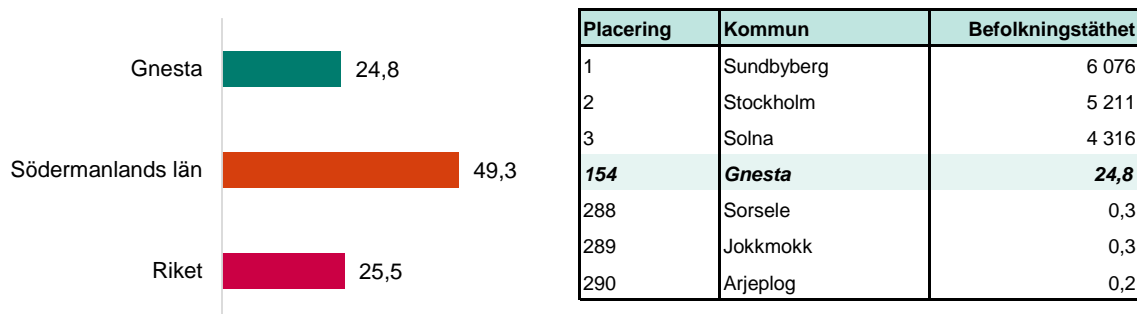 Gnesta 24,8
Södermanlands län 49,3
Riket 25,5
Placering Kommun Befolkningstäthet
1 Sundbyberg 6 076
2 Stockholm 5 211
3 Solna 4 316
154 Gnesta 24,8
288 Sorsele 0,3
289 Jokkmokk 0,3
290 Arjeplog 0,2